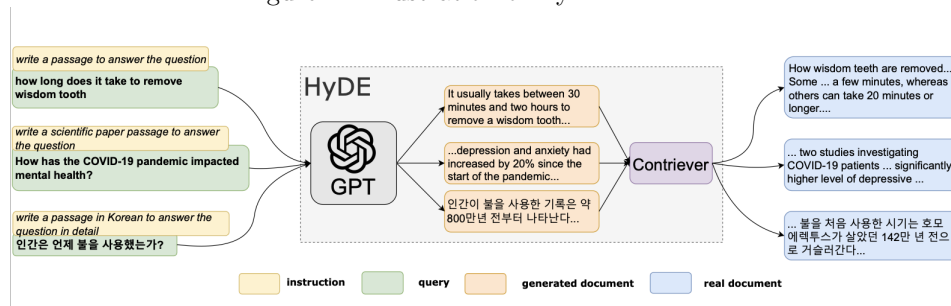 write a passage to answer the question
how long does it take to remove
wisdom tooth
write a scientific paper passage to answer
the question
How has the COVID-19 pandemic impacted
mental health?
write a passage in Korean to answer the
question in detail
인간은 언제 불을 사용했는가?
HyDE
GPT
It usually takes between 30
minutes and two hours to
remove a wisdom tooth...
...depression and anxiety had
increased by 20% since the
start of the pandemic...
인간이 불을 사용한 기록은 약
800만년 전부터 나타난다...
Contriever
How wisdom teeth are removed...
Some ... a few minutes, whereas
others can take 20 minutes or
longer....
... two studies investigating
COVID-19 patients ... significantly
higher level of depressive ...
... 불을 처음 사용한 시기는 호모
에렉투스가 살았던 142만 년 전으
로 거슬러간다...
instruction
query
generated document
real document